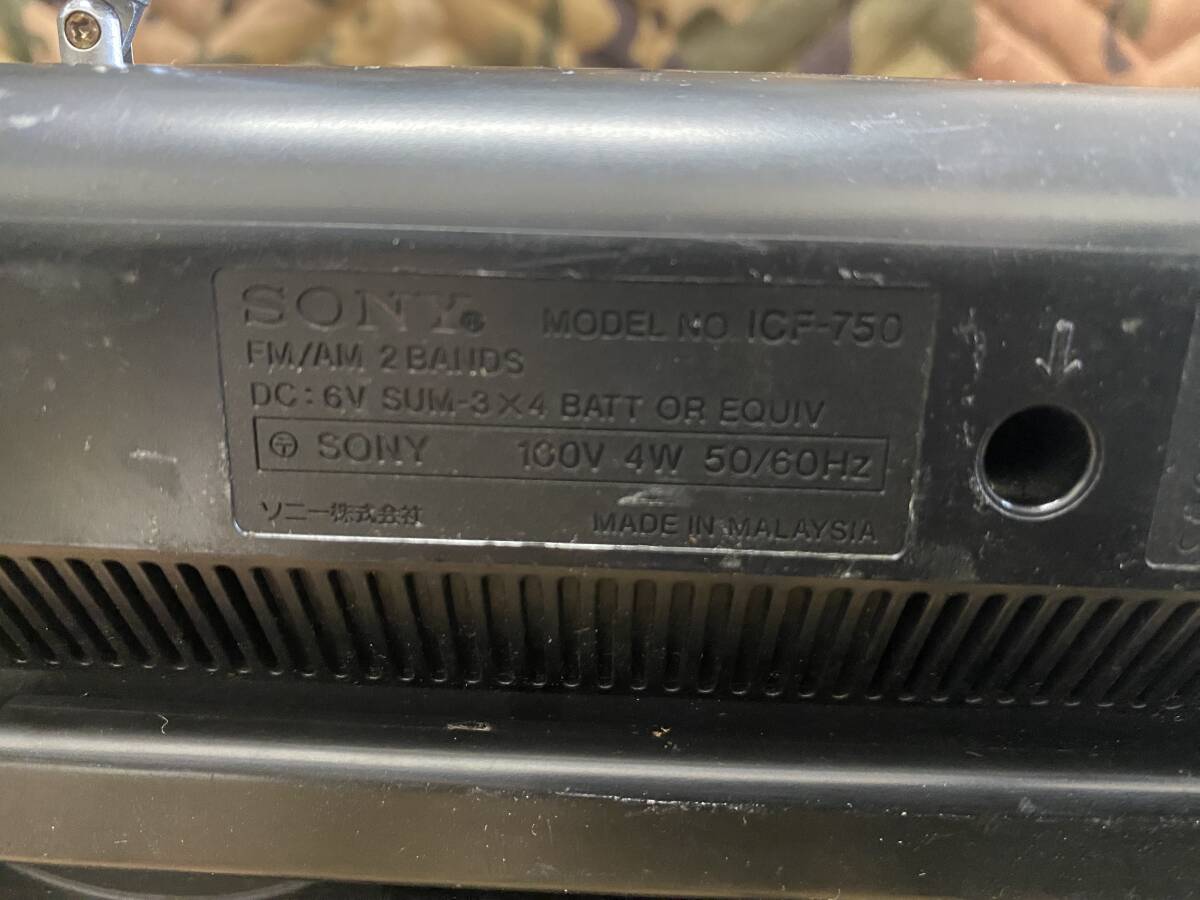 SONY® MODEL NO. ICF-750
FM/AM 2 BANDS
DC : 6V SUM-3×4 BATT OR EQUIV
〶 SONY 100V 4W 50/60Hz
ソニー株式会社 MADE IN MALAYSIA